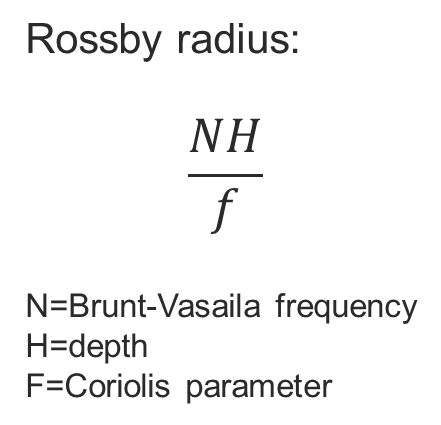 Rossby radius:
NH
f
N=Brunt-Vasaila frequency
H=depth
F=Coriolis parameter